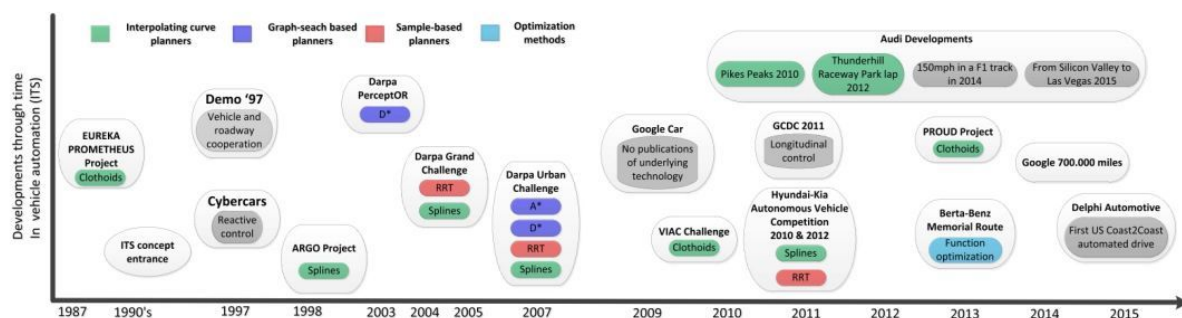 Interpolating curve
planners
Graph-seach based
planners
Sample-based
planners
Optimization
methods
Developments through time
In vehicle automation (ITS)
EUREKA
PROMETHEUS
Project
Clothoids
ITS concept
entrance
Demo ‘97
Vehicle and
roadway
cooperation
Cybercars
Reactive
control
ARGO Project
Splines
Darpa
PerceptOR
D*
Darpa Grand
Challenge
RRT
Splines
Darpa Urban
Challenge
A*
D*
RRT
Splines
Google Car
No publications
of underlying
technology
VIAC Challenge
Clothoids
Audi Developments
Pikes Peaks 2010
Thunderhill
Raceway Park lap
2012
150mph in a F1 track
in 2014
From Silicon Valley to
Las Vegas 2015
GCDC 2011
Longitudinal
control
Hyundai-Kia
Autonomous Vehicle
Competition
2010 & 2012
Splines
RRT
PROUD Project
Clothoids
Berta-Benz
Memorial Route
Function
optimization
Google 700.000 miles
Delphi Automotive
First US Coast2Coast
automated drive
1987 1990's 1997 1998 2003 2004 2005 2007 2009 2010 2011 2012 2013 2014 2015